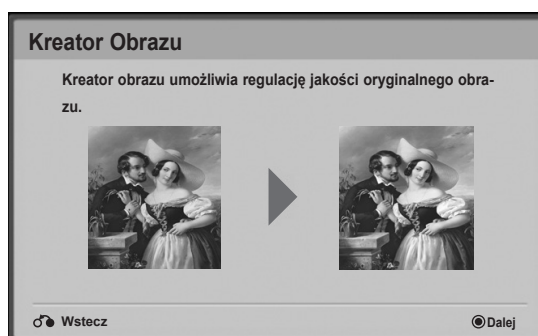 Kreator Obrazu
Kreator obrazu umożliwia regulację jakości oryginalnego obra-
zu.
Wstecz
Dalej